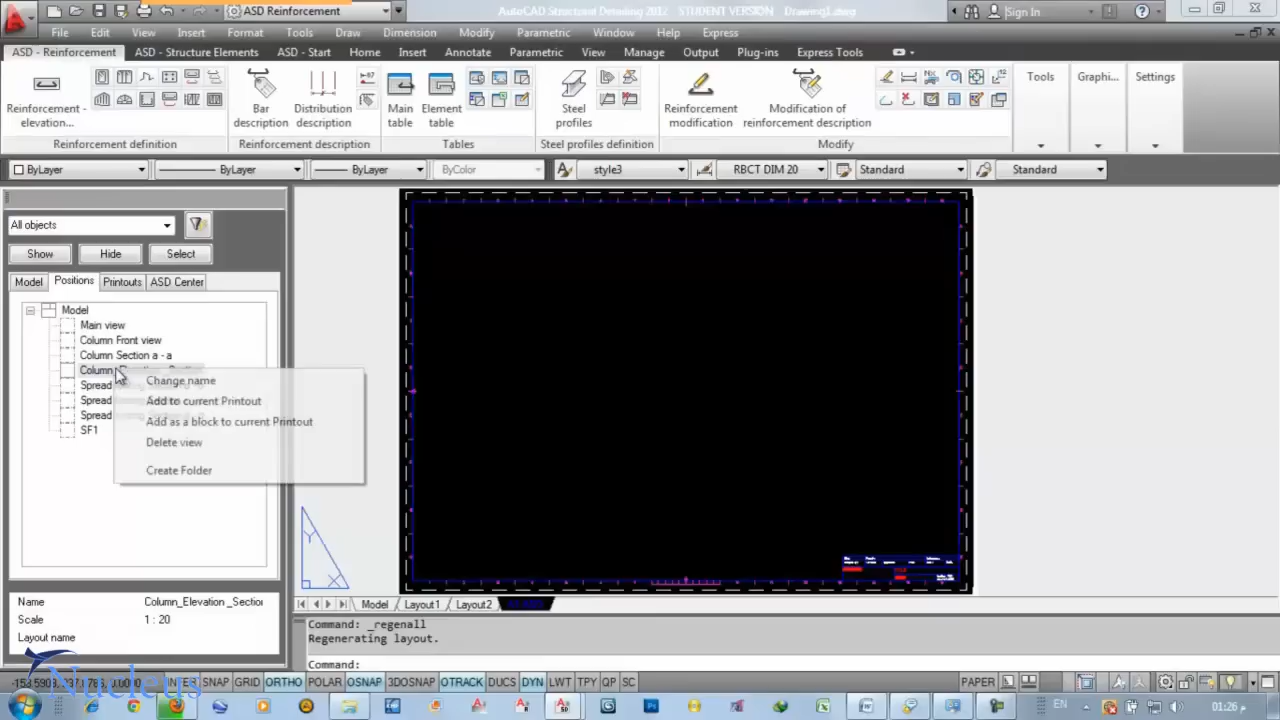 ASD Reinforcement
AutoCAD Structural Detailing 2012 STUDENT VERSION Drawing1.dwg
Sign In
File Edit View Insert Format Tools Draw Dimension Modify Parametric Window Help Express
ASD - Reinforcement ASD - Structure Elements ASD - Start Home Insert Annotate Parametric View Manage Output Plug-ins Express Tools
Reinforcement - elevation...
Bar description
Distribution description
Main table
Element table
Steel profiles
Reinforcement modification
Modification of reinforcement description
Tools
Graphi...
Settings
Reinforcement definition Reinforcement description Tables Steel profiles definition Modify
ByLayer ByLayer ByLayer ByColor style3 RBCT DIM 20 Standard Standard
All objects
Show Hide Select
Model Positions Printouts ASD Center
Model
Main view
Column Front view
Column Section a - a
Column
Spread
Spread
Spread
SF1
Change name
Add to current Printout
Add as a block to current Printout
Delete view
Create Folder
Y
X
Name Column_Elevation _Section
Scale 1 : 20
Layout name
Model Layout1 Layout2
Command: _regenall
Regenerating layout.
Command:
Nucleus
SNAP GRID ORTHO POLAR OSNAP 3DOSNAP OTRACK DUCS DYN LWT TPY QP SC
PAPER
EN
01:26 م